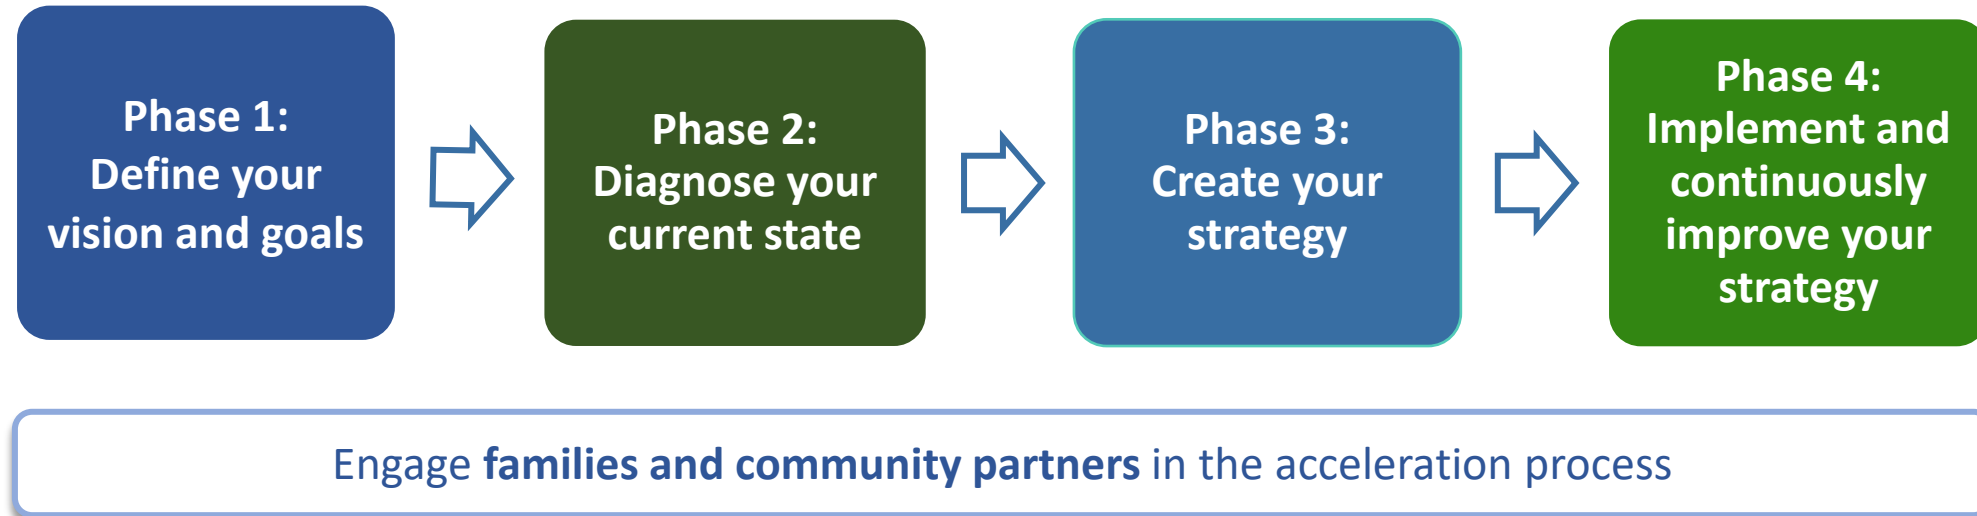 Phase 1:
Define your
vision and goals
Phase 2:
Diagnose your
current state
Phase 3:
Create your
strategy
Phase 4:
Implement and
continuously
improve your
strategy
Engage families and community partners in the acceleration process